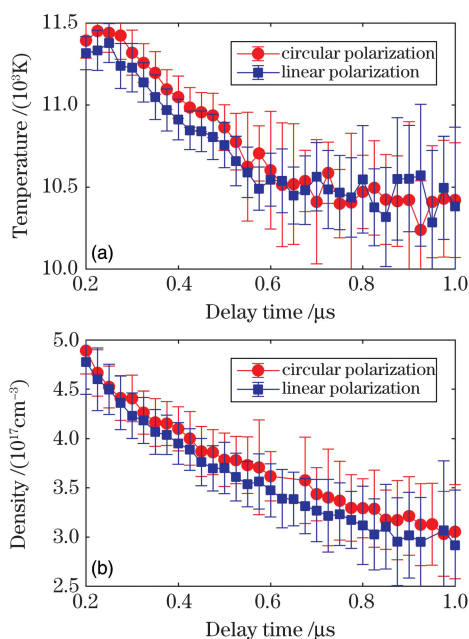 11.5
circular polarization
linear polarization
11.0
Temperature /(10³K)
10.5
(a)
10.0
0.2 0.4 0.6 0.8 1.0
Delay time /μs
5.0
circular polarization
4.5
linear polarization
4.0
Density /(10¹⁷cm⁻³)
3.5
3.0
(b)
2.5
0.2 0.4 0.6 0.8 1.0
Delay time /μs